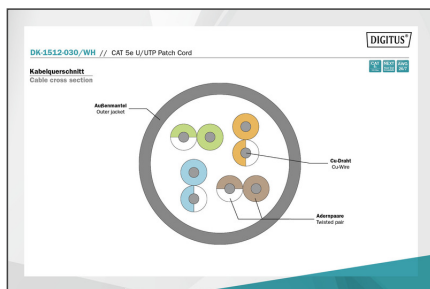 DIGITUS®
DK-1512-030/WH // CAT 5e U/UTP Patch Cord
Kabelquerschnitt
Cable cross section
Außenmantel
Outer jacket
Cu-Draht
Cu-Wire
Adernpaare
Twisted pair